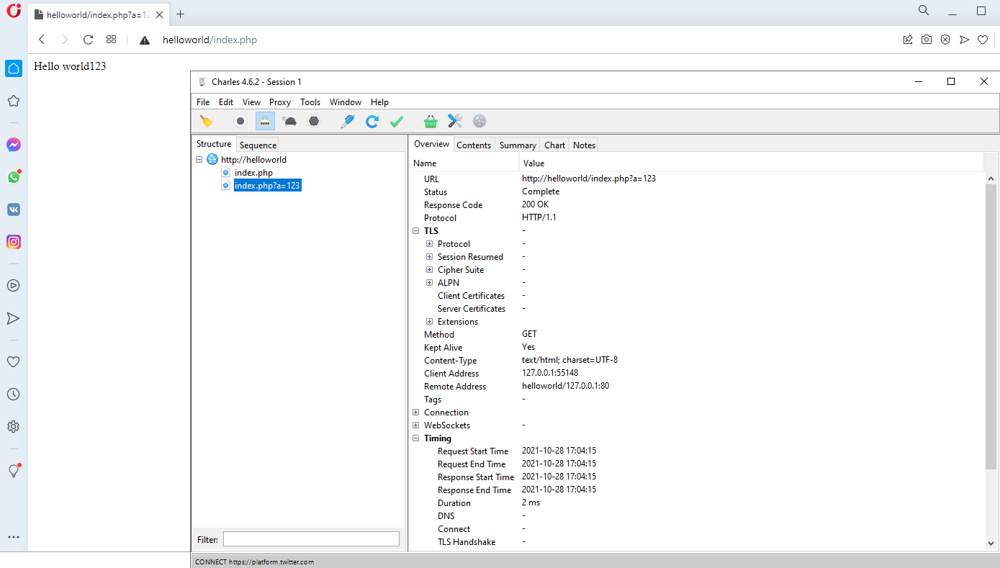 helloworld/index.php?a=12
helloworld/index.php
Hello world123
Charles 4.6.2 - Session 1
File Edit View Proxy Tools Window Help
Structure Sequence
http://helloworld
index.php
index.php?a=123
Filter:
Overview Contents Summary Chart Notes
Name Value
URL http://helloworld/index.php?a=123
Status Complete
Response Code 200 OK
Protocol HTTP/1.1
TLS -
Protocol -
Session Resumed -
Cipher Suite -
ALPN -
Client Certificates -
Server Certificates -
Extensions
Method GET
Kept Alive Yes
Content-Type text/html; charset=UTF-8
Client Address 127.0.0.1:55148
Remote Address helloworld/127.0.0.1:80
Tags -
Connection
WebSockets -
Timing
Request Start Time 2021-10-28 17:04:15
Request End Time 2021-10-28 17:04:15
Response Start Time 2021-10-28 17:04:15
Response End Time 2021-10-28 17:04:15
Duration 2 ms
DNS -
Connect -
TLS Handshake -
CONNECT https://platform.twitter.com